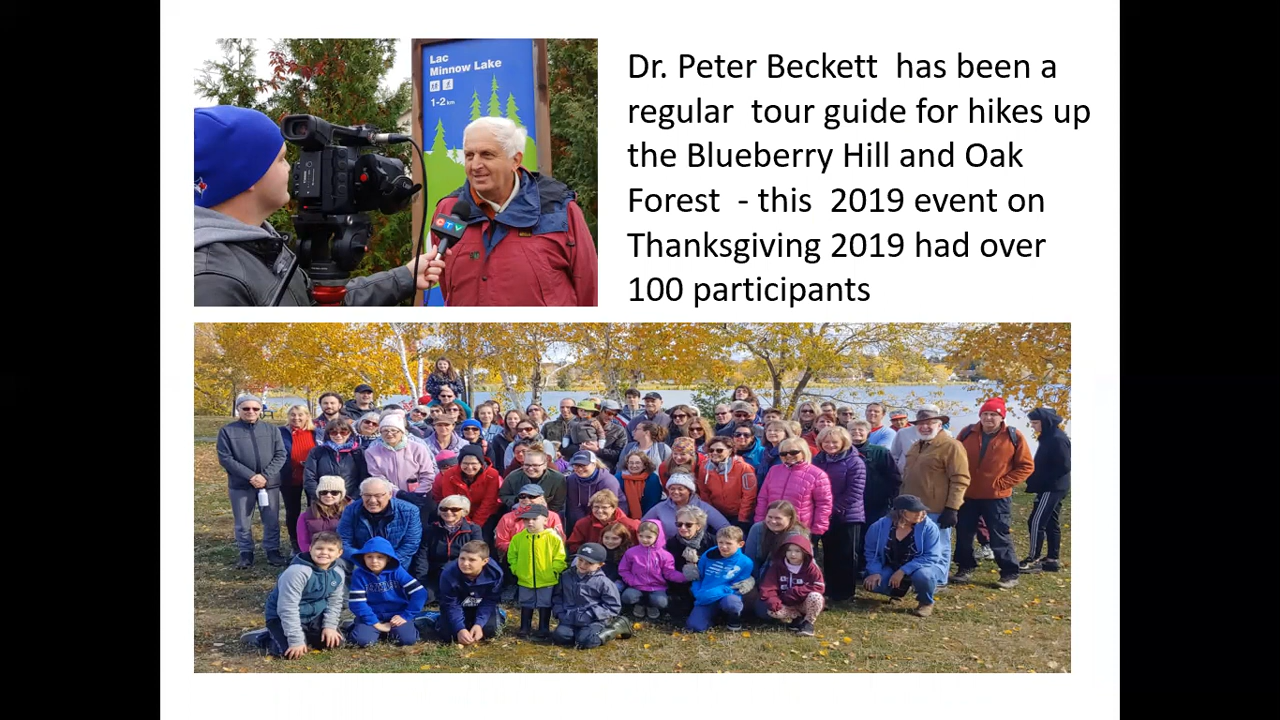 Lac
Minnow Lake
1-2 km
CTV
Dr. Peter Beckett  has been a
regular  tour guide for hikes up
the Blueberry Hill and Oak
Forest  - this  2019 event on
Thanksgiving 2019 had over
100 participants